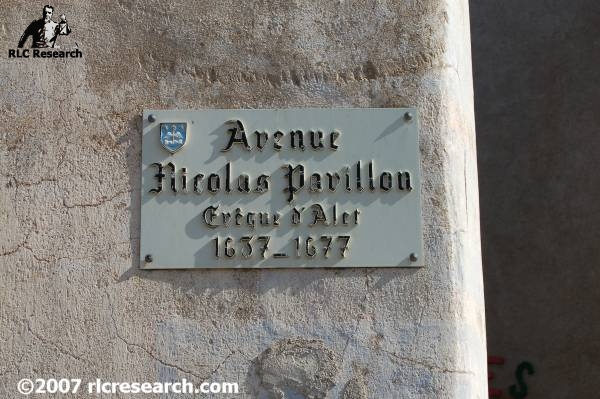 RLC Research
Avenue
Nicolas Pavillon
Evêque d'Alet
1637_1677
©2007 rlcresearch.com